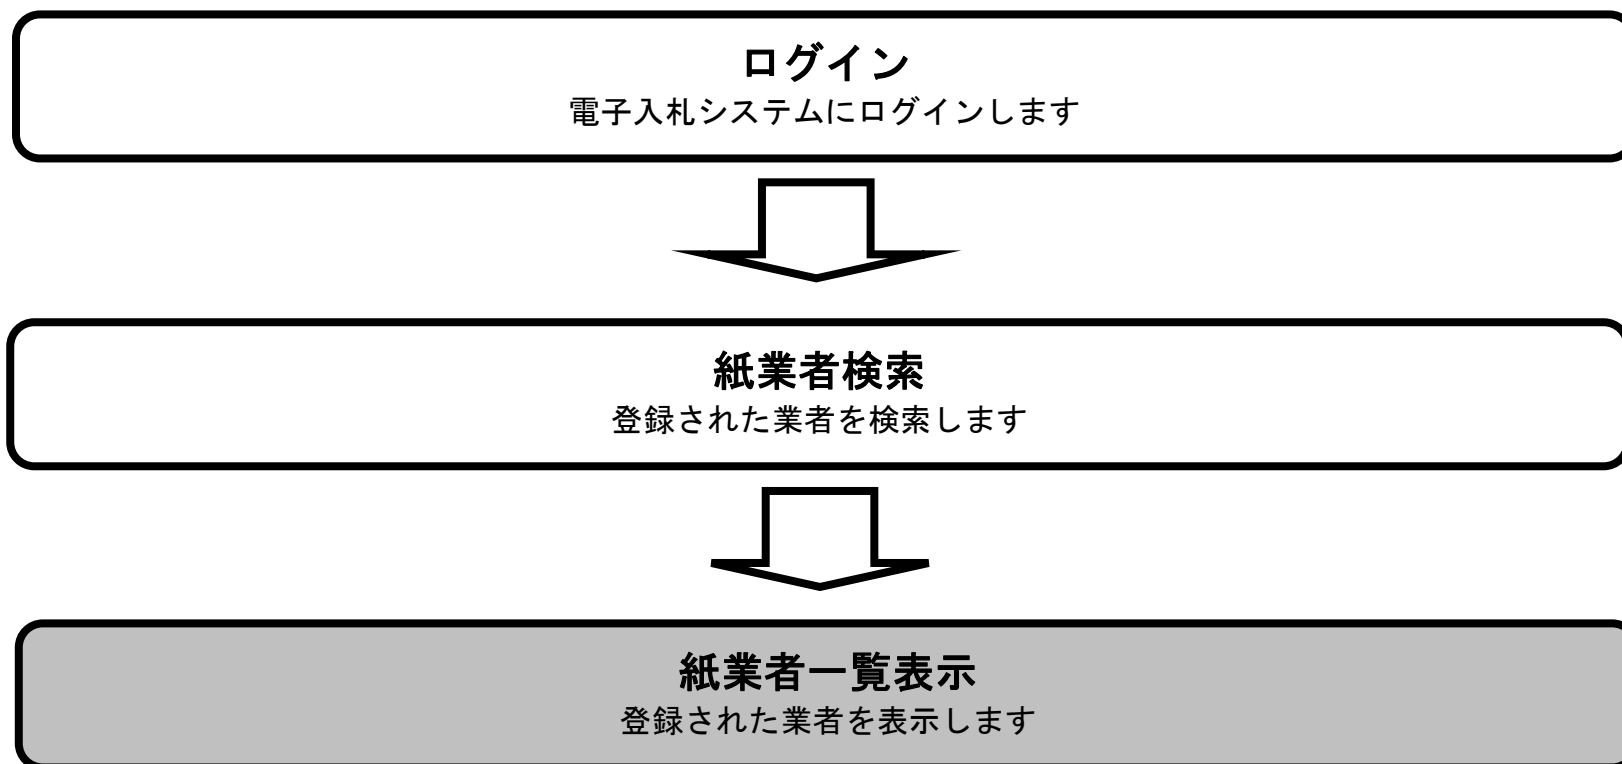 ログイン
電子入札システムにログインします
紙業者検索
登録された業者を検索します
紙業者一覧表示
登録された業者を表示します